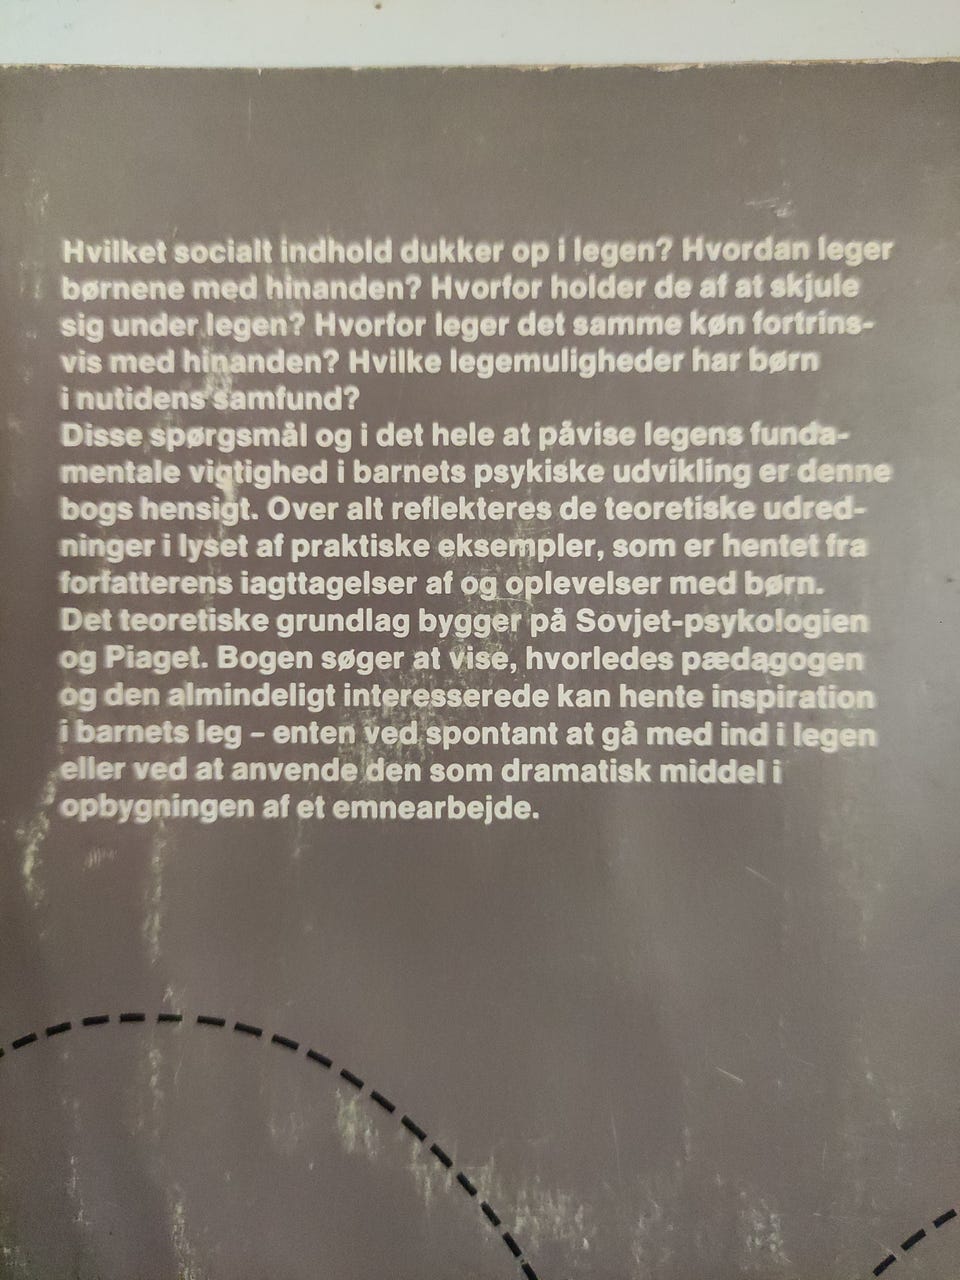 Hvilket socialt indhold dukker op i legen? Hvordan leger
børnene med hinanden? Hvorfor holder de af at skjule
sig under legen? Hvorfor leger det samme køn fortrins-
vis med hinanden? Hvilke legemuligheder har børn
i nutidens samfund?
Disse spørgsmål og i det hele at påvise legens funda-
mentale vigtighed i barnets psykiske udvikling er denne
bogs hensigt. Over alt reflekteres de teoretiske udred-
ninger i lyset af praktiske eksempler, som er hentet fra
forfatterens iagttagelser af og oplevelser med børn.
Det teoretiske grundlag bygger på Sovjet-psykologien
og Piaget. Bogen søger at vise, hvorledes pædagogen
og den almindeligt interesserede kan hente inspiration
i barnets leg – enten ved spontant at gå med ind i legen
eller ved at anvende den som dramatisk middel i
opbygningen af et emnearbejde.